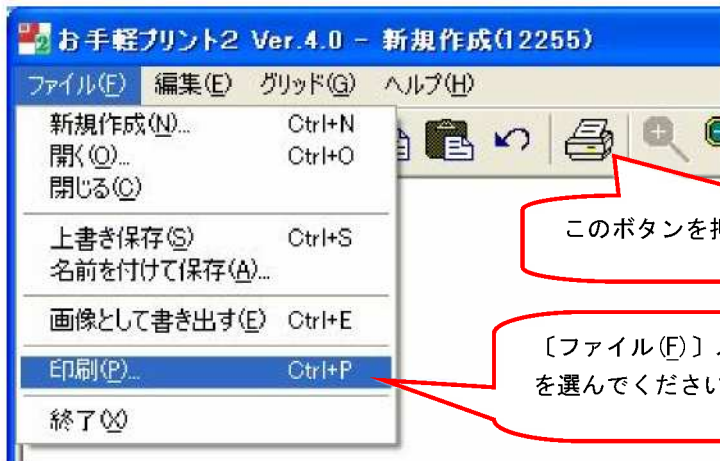 お手軽プリント2 Ver.4.0 - 新規作成(12255)
ファイル(F) 編集(E) グリッド(G) ヘルプ(H)
新規作成(N)... Ctrl+N
開く(O)... Ctrl+O
閉じる(C)
上書き保存(S) Ctrl+S
名前を付けて保存(A)...
画像として書き出す(E) Ctrl+E
印刷(P)... Ctrl+P
終了(X)
このボタンを押
〔ファイル(F)〕
を選んでください